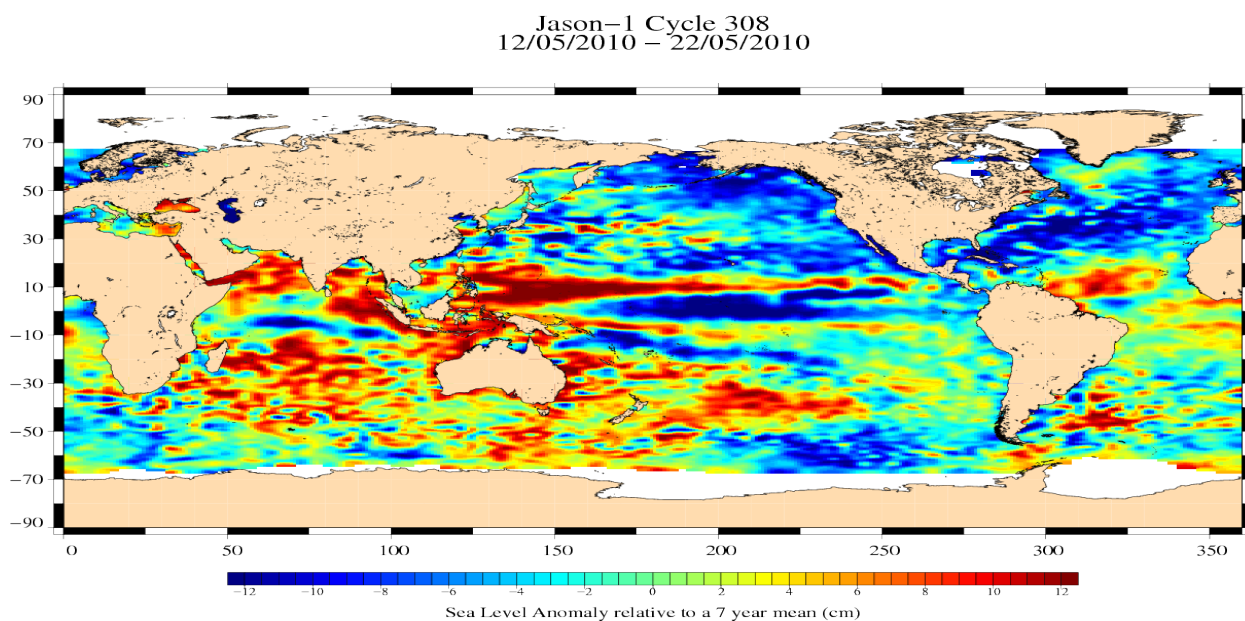 Jason−1 Cycle 308
12/05/2010 − 22/05/2010
90
70
50
30
10
−10
−30
−50
−70
−90
0 50 100 150 200 250 300 350
−12 −10 −8 −6 −4 −2 0 2 4 6 8 10 12
Sea Level Anomaly relative to a 7 year mean (cm)